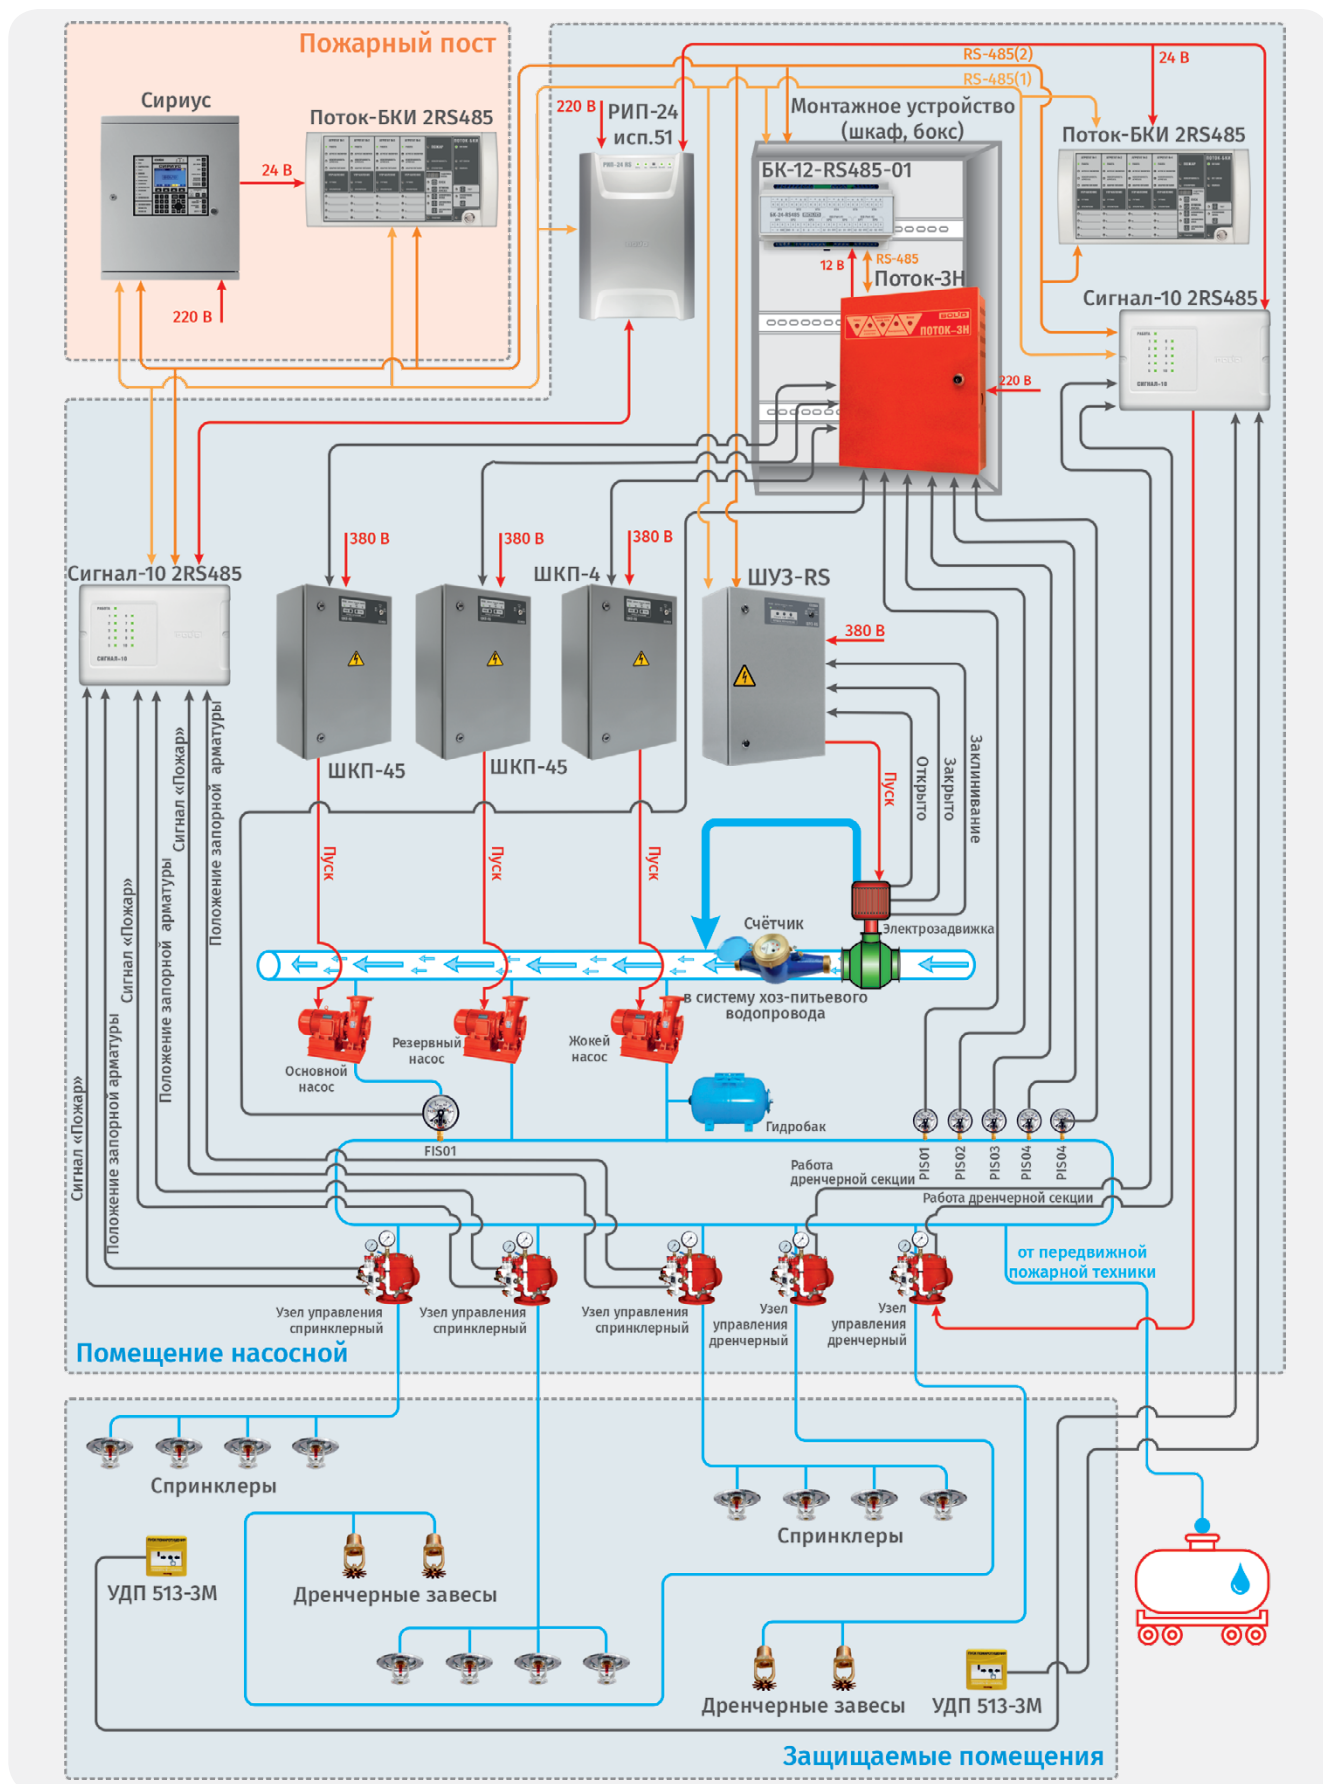 Пожарный пост
Сириус
Поток-БКИ 2RS485
24 В
220 В
RS-485(2)
RS-485(1)
24 В
220 В
РИП-24
исп.51
Монтажное устройство
(шкаф, бокс)
Поток-БКИ 2RS485
БК-12-RS485-01
RS-485
12 В
Поток-3Н
BOLID
ПОТОК-3Н
220 В
Сигнал-10 2RS485
СИГНАЛ-10
Сигнал-10 2RS485
СИГНАЛ-10
380 В
380 В
380 В
ШКП-4
ШУЗ-RS
380 В
ШКП-45
ШКП-45
Пуск
Пуск
Пуск
Пуск
Открыто
Закрыто
Заклинивание
Сигнал «Пожар»
Положение запорной арматуры
Сигнал «Пожар»
Положение запорной арматуры
Сигнал «Пожар»
Положение запорной арматуры
Счётчик
Электрозадвижка
в систему хоз-питьевого
водопровода
Основной
насос
Резервный
насос
Жокей
насос
Гидробак
FIS01
PIS01
PIS02
PIS03
PIS04
PIS04
Работа
дренчерной секции
Работа дренчерной секции
от передвижной
пожарной техники
Узел управления
спринклерный
Узел управления
спринклерный
Узел управления
спринклерный
Узел
управления
дренчерный
Узел
управления
дренчерный
Помещение насосной
Спринклеры
Спринклеры
УДП 513-3М
Дренчерные завесы
Дренчерные завесы
УДП 513-3М
Защищаемые помещения